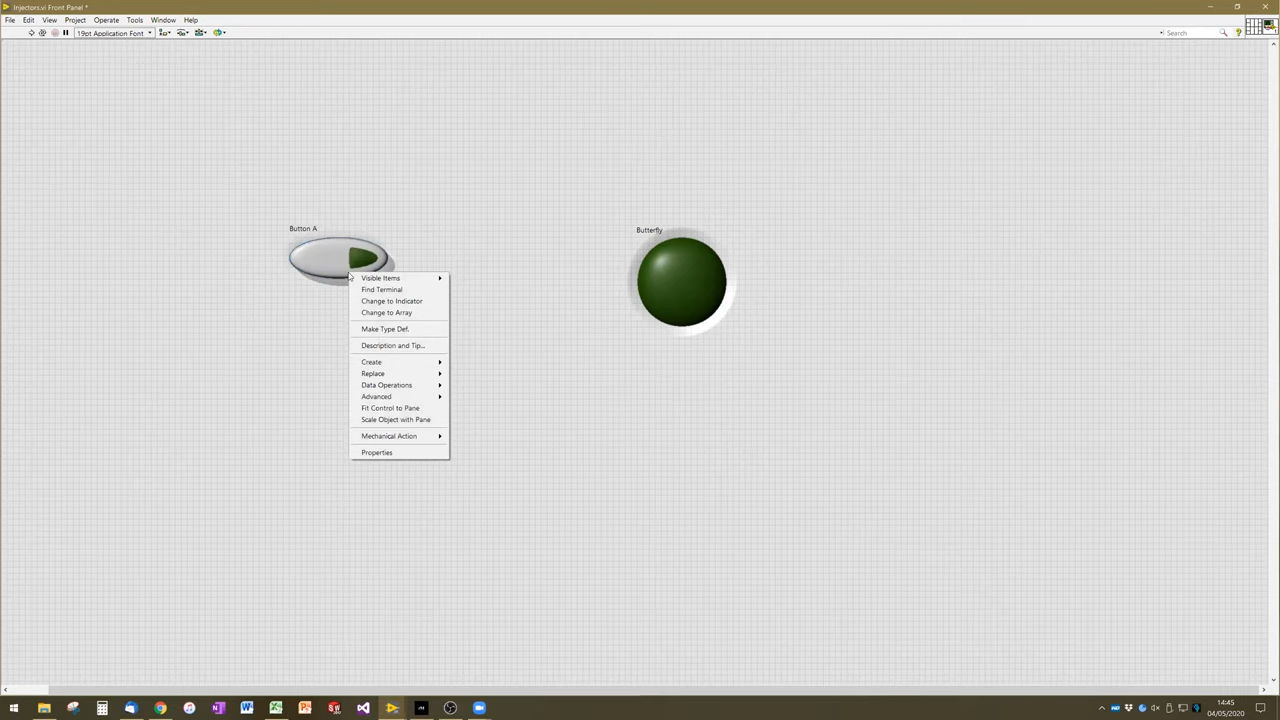 Injectors.vi Front Panel *
File Edit View Project Operate Tools Window Help
19pt Application Font
Search
Button A
Butterfly
Visible Items
Find Terminal
Change to Indicator
Change to Array
Make Type Def.
Description and Tip...
Create
Replace
Data Operations
Advanced
Fit Control to Pane
Scale Object with Pane
Mechanical Action
Properties
14:45
04/05/2020